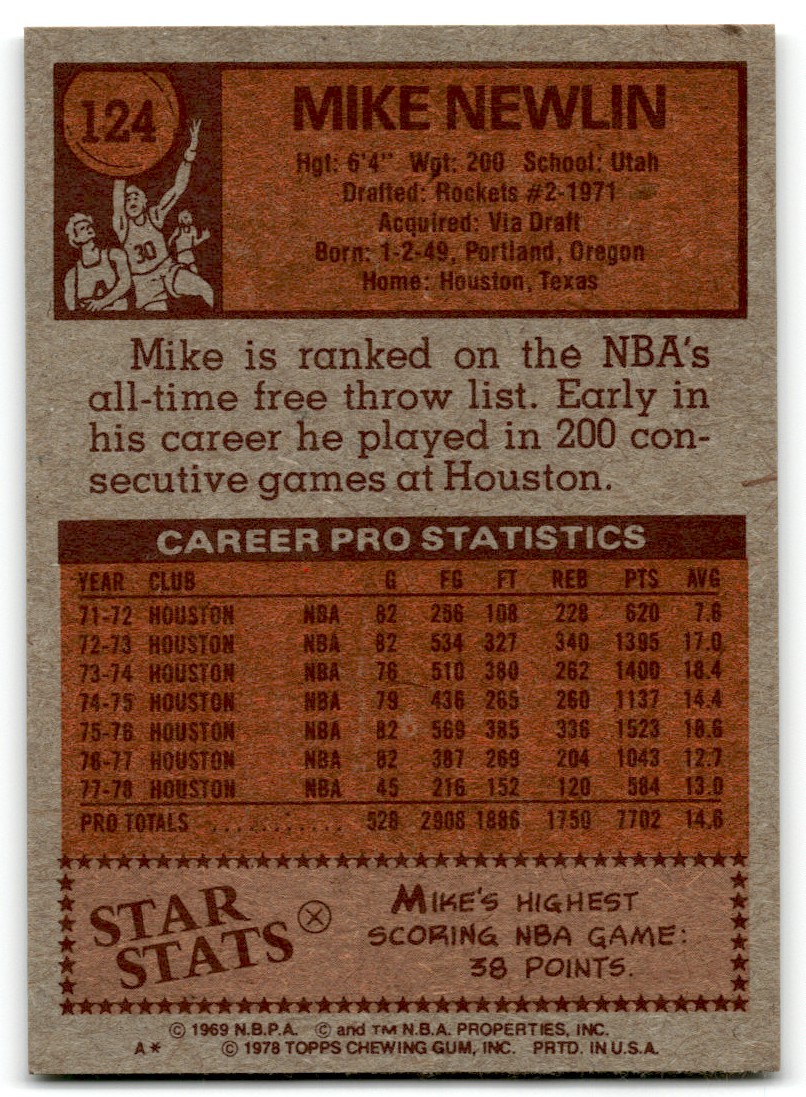 124
MIKE NEWLIN
Hgt: 6'4" Wgt: 200 School: Utah
Drafted: Rockets #2-1971
Acquired: Via Draft
Born: 1-2-49, Portland, Oregon
Home: Houston, Texas
30
Mike is ranked on the NBA's
all-time free throw list. Early in
his career he played in 200 con-
secutive games at Houston.
CAREER PRO STATISTICS
YEAR CLUB G FG FT REB PTS AVG
71-72 HOUSTON NBA 82 256 108 228 620 7.6
72-73 HOUSTON NBA 82 534 327 340 1395 17.0
73-74 HOUSTON NBA 76 510 380 262 1400 18.4
74-75 HOUSTON NBA 79 436 265 260 1137 14.4
75-76 HOUSTON NBA 82 569 385 336 1523 18.6
76-77 HOUSTON NBA 82 387 269 204 1043 12.7
77-78 HOUSTON NBA 45 216 152 120 584 13.0
PRO TOTALS ........... 528 2908 1886 1750 7702 14.6
STAR
STATS
MIKE'S HIGHEST
SCORING NBA GAME:
38 POINTS.
© 1969 N.B.P.A. © and TM N.B.A. PROPERTIES, INC.
A* © 1978 TOPPS CHEWING GUM, INC. PRTD. IN U.S.A.